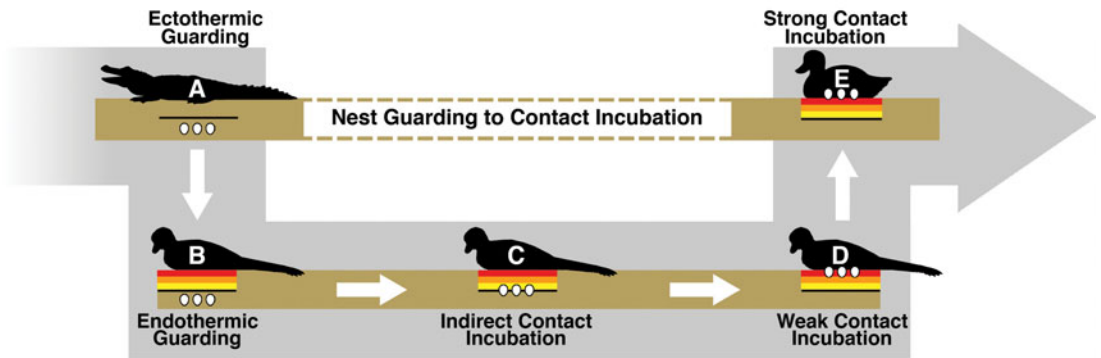 Ectothermic
Guarding
Strong Contact
Incubation
A
E
Nest Guarding to Contact Incubation
B
C
D
Endothermic
Guarding
Indirect Contact
Incubation
Weak Contact
Incubation